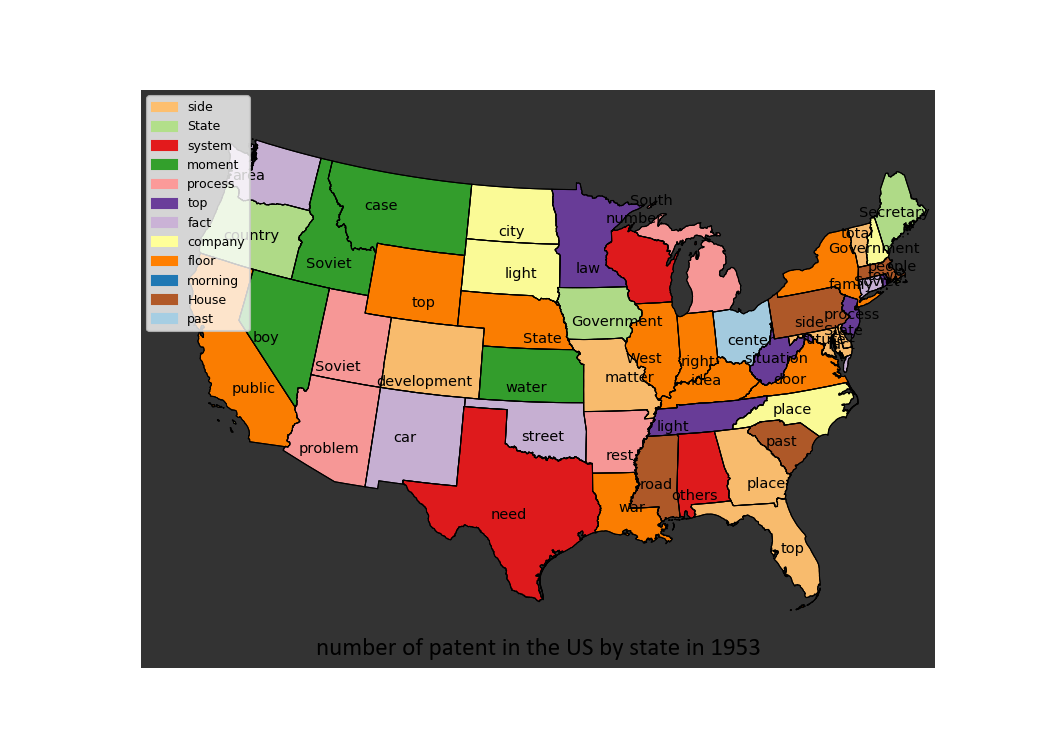 side
State
system
moment
process
top
fact
company
floor
morning
House
past
area
country
Soviet
case
city
light
law
South
number
Secretary
total
Government
people
family
process
State
side
center
situation
door
idea
right
West
matter
Government
State
top
boy
Soviet
development
water
public
problem
car
street
rest
light
place
past
place
others
road
war
need
top
number of patent in the US by state in 1953